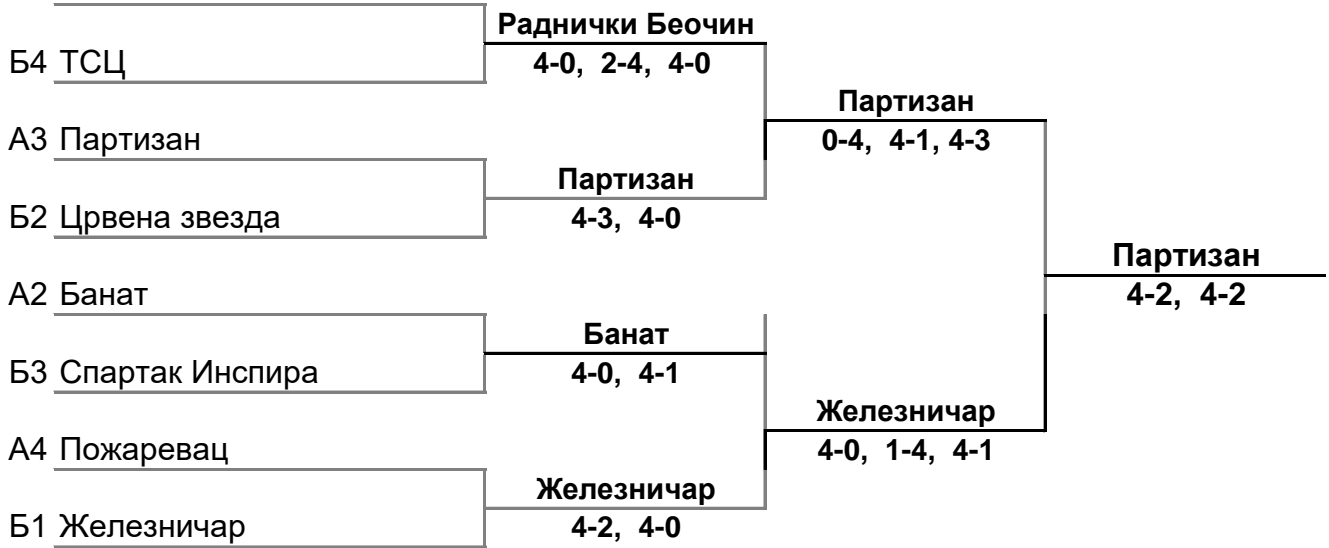 Раднички Беочин
Б4 ТСЦ
4-0, 2-4, 4-0
Партизан
А3 Партизан
0-4, 4-1, 4-3
Партизан
Б2 Црвена звезда
4-3, 4-0
Партизан
А2 Банат
4-2, 4-2
Банат
Б3 Спартак Инспира
4-0, 4-1
Железничар
А4 Пожаревац
4-0, 1-4, 4-1
Железничар
Б1 Железничар
4-2, 4-0